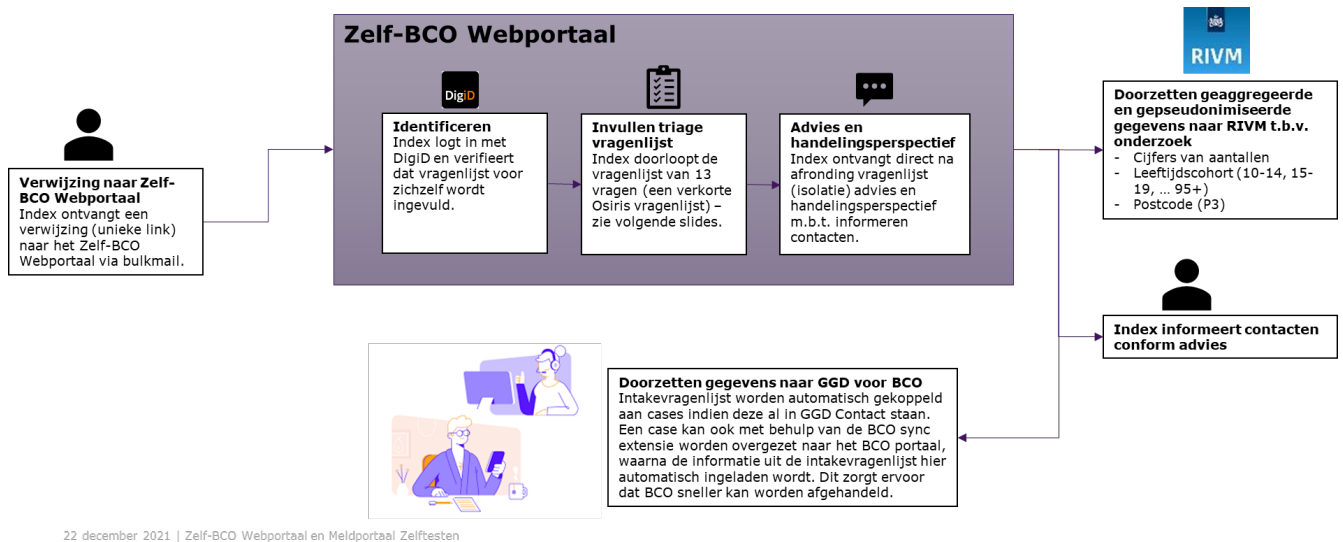 Zelf-BCO Webportaal
Verwijzing naar Zelf-
BCO Webportaal
Index ontvangt een
verwijzing (unieke link)
naar het Zelf-BCO
Webportaal via bulkmail.
DigiD
Identificeren
Index logt in met
DigiD en verifieert
dat vragenlijst voor
zichzelf wordt
ingevuld.
Invullen triage
vragenlijst
Index doorloopt de
vragenlijst van 13
vragen (een verkorte
Osiris vragenlijst) –
zie volgende slides.
Advies en
handelingsperspectief
Index ontvangt direct na
afronding vragenlijst
(isolatie) advies en
handelingsperspectief
m.b.t. informeren
contacten.
RIVM
Doorzetten geaggregeerde
en gepseudonimiseerde
gegevens naar RIVM t.b.v.
onderzoek
- Cijfers van aantallen
- Leeftijdscohort (10-14, 15-
19, ... 95+)
- Postcode (P3)
Index informeert contacten
conform advies
Doorzetten gegevens naar GGD voor BCO
Intakevragenlijst worden automatisch gekoppeld
aan cases indien deze al in GGD Contact staan.
Een case kan ook met behulp van de BCO sync
extensie worden overgezet naar het BCO portaal,
waarna de informatie uit de intakevragenlijst hier
automatisch ingeladen wordt. Dit zorgt ervoor
dat BCO sneller kan worden afgehandeld.
22 december 2021 | Zelf-BCO Webportaal en Meldportaal Zelftesten